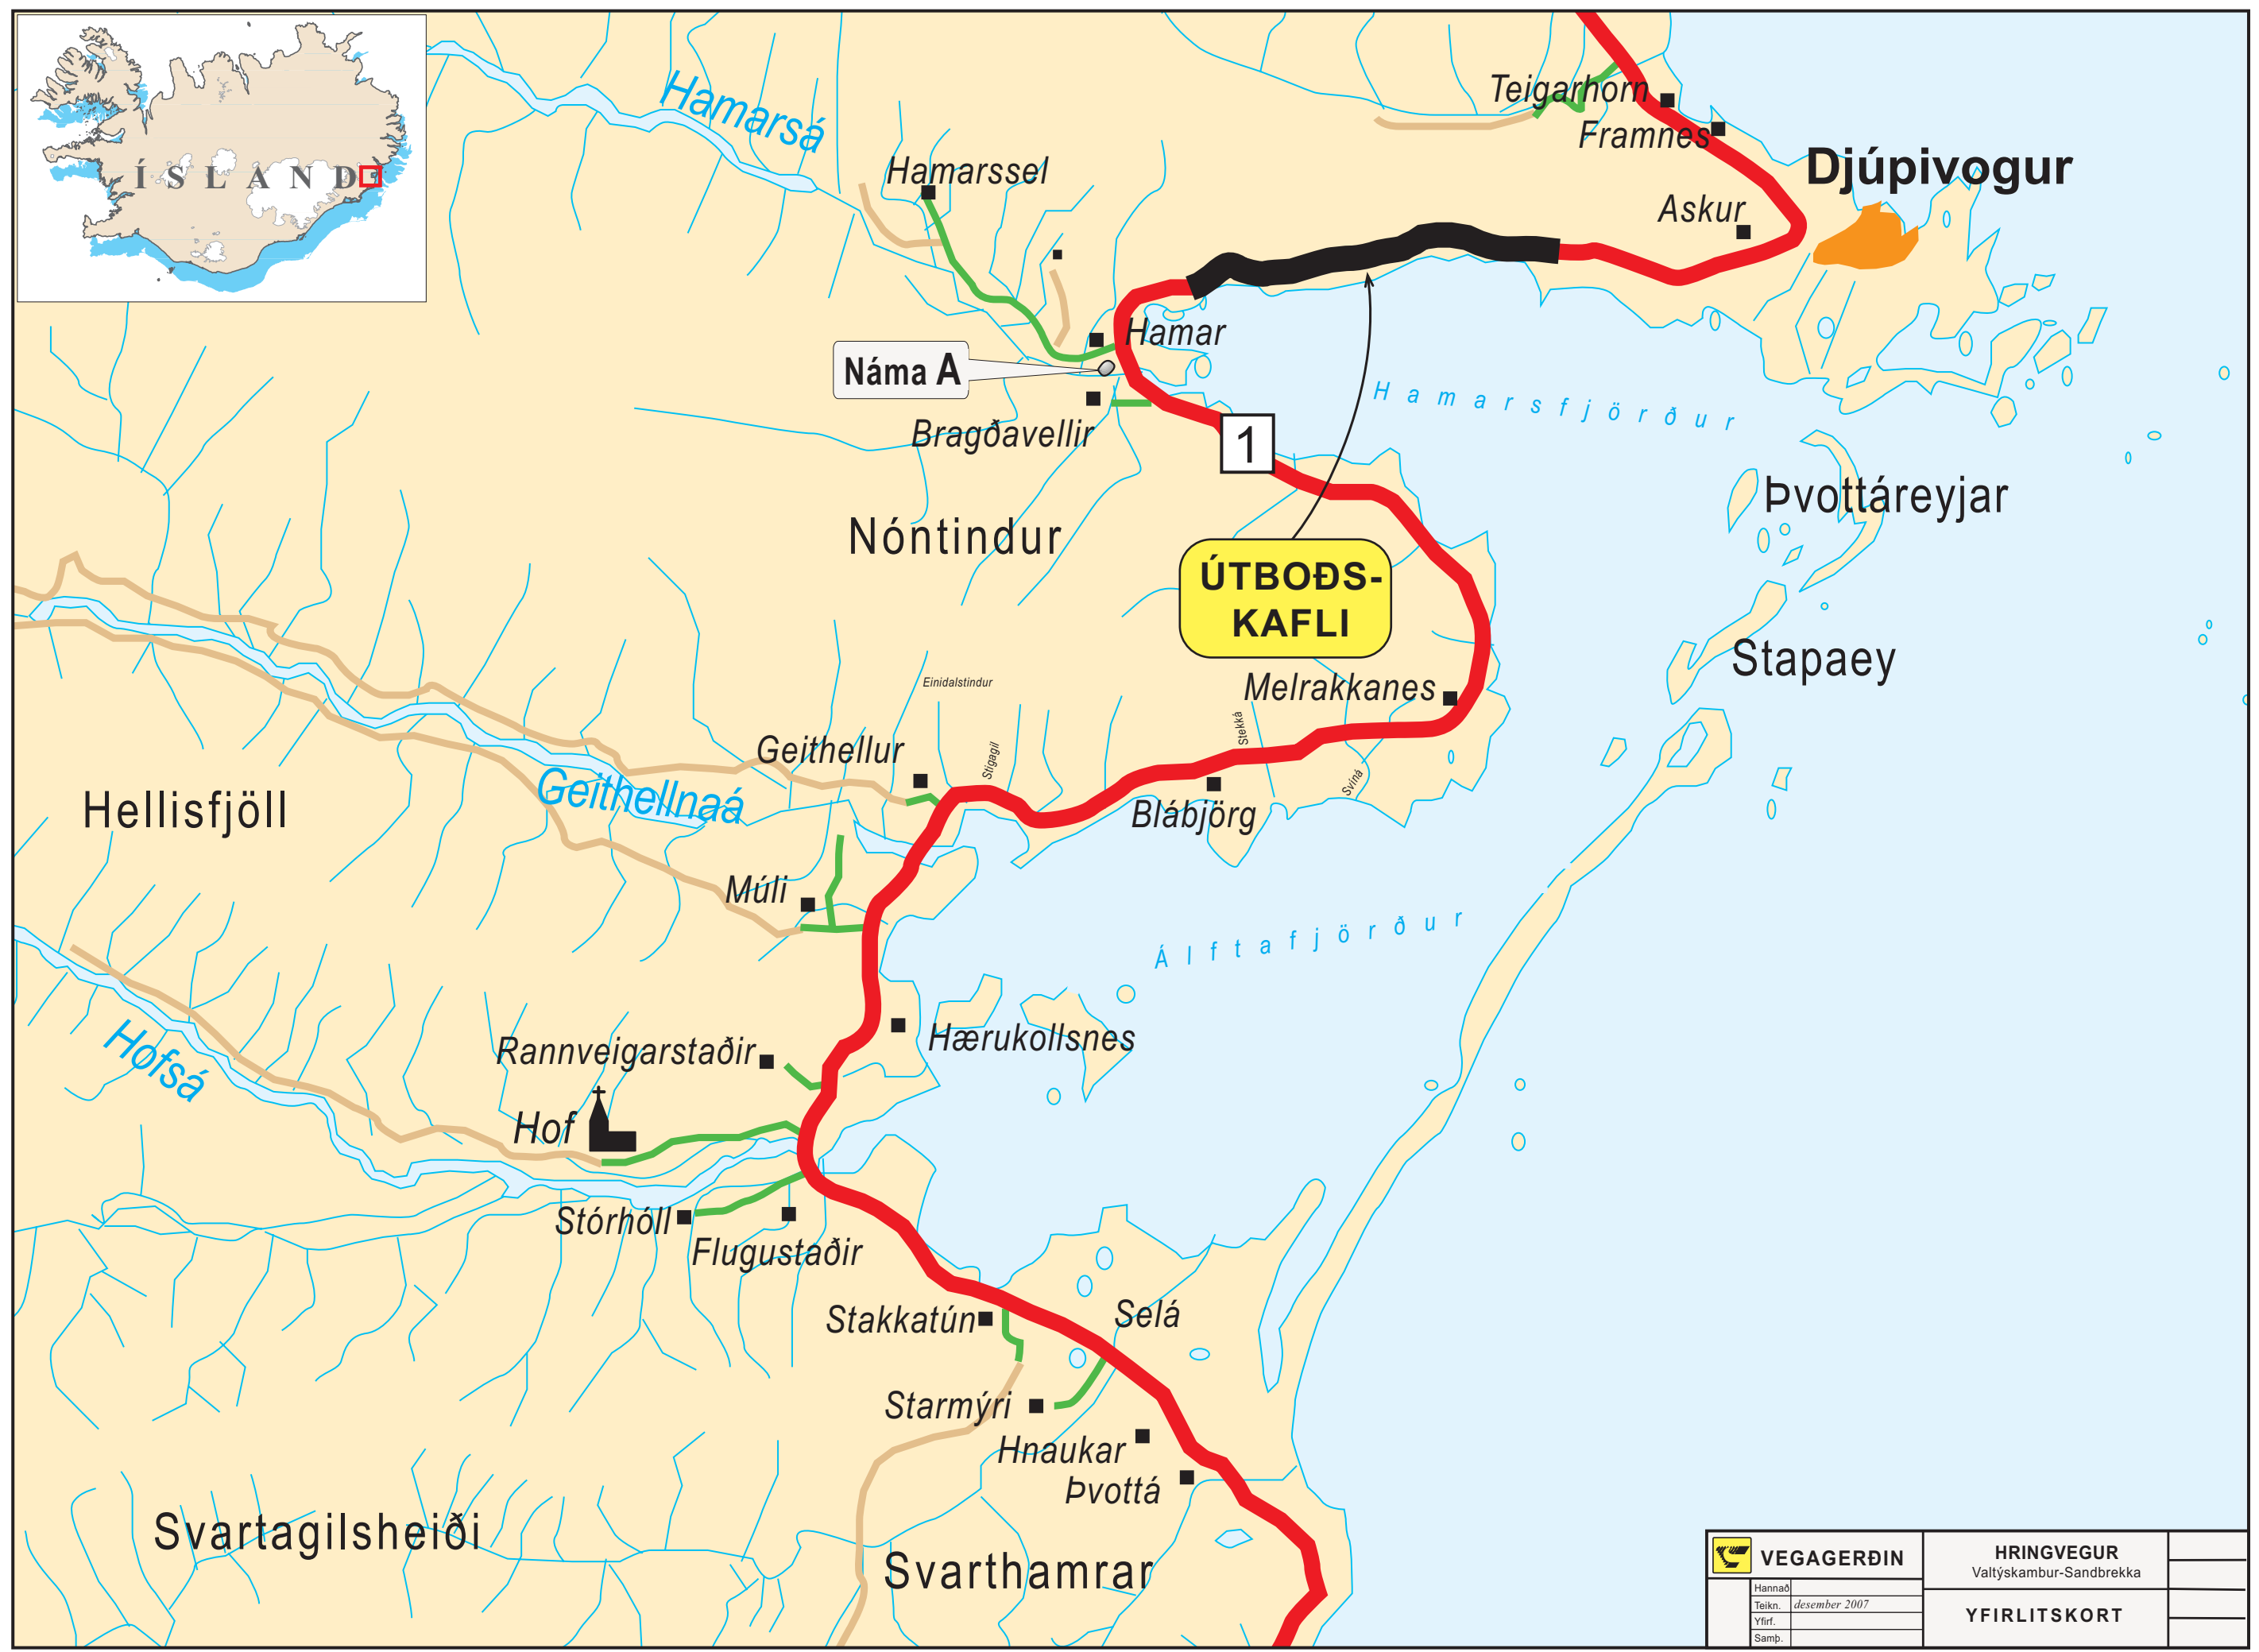 ÍSLAND
Hamarsá
Teigarhorn
Framnes
Djúpivogur
Hamarssel
Askur
Hamar
Náma A
Hamarsfjörður
Bragðavellir
1
Þvottáreyjar
Nóntindur
ÚTBOÐS-
KAFLI
Stapaey
Einidalstindur
Melrakkanes
Stekká
Geithellur
Stigagil
Svíná
Geithellnaá
Hellisfjöll
Blábjörg
Múli
Álftafjörður
Hærukollsnes
Rannveigarstaðir
Hofsá
Hof
Stórhóll
Flugustaðir
Stakkatún
Selá
Starmýri
Hnaukar
Þvottá
Svartagilsheiði
Svarthamrar
VEGAGERÐIN
HRINGVEGUR
Valtýskambur-Sandbrekka
Hannað
Teikn. desember 2007
Yfirf.
Samþ.
YFIRLITSKORT